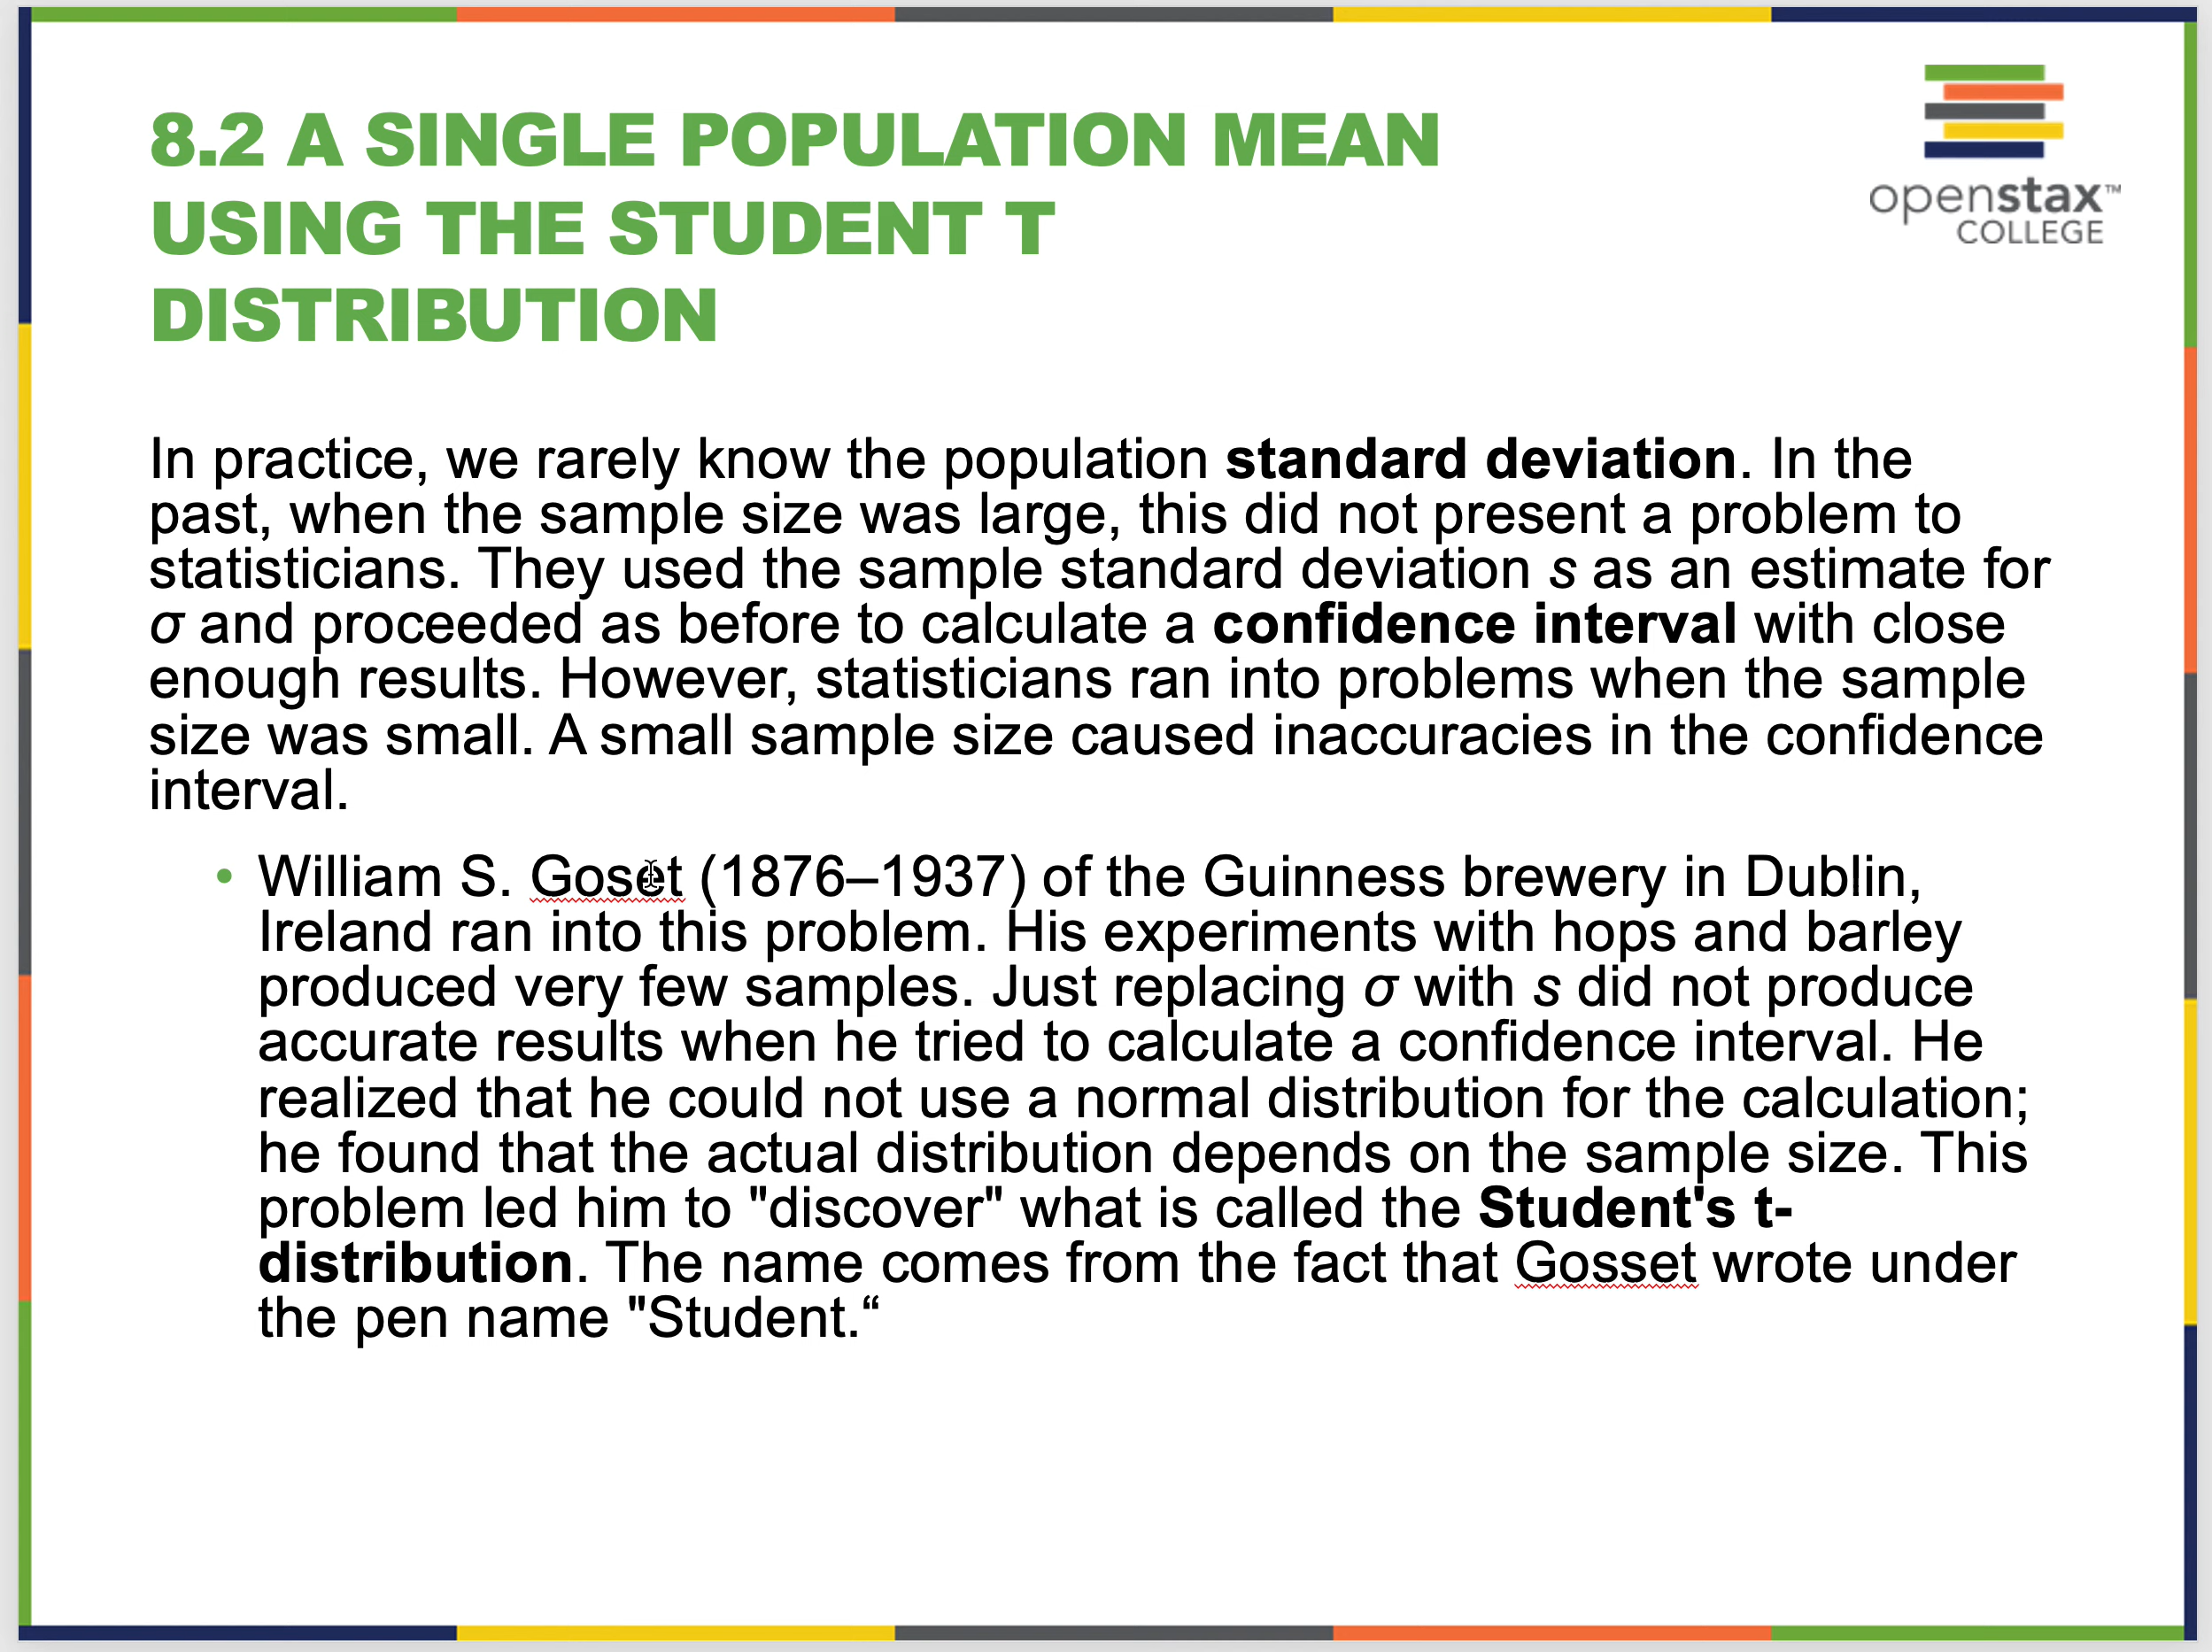 8.2 A SINGLE POPULATION MEAN
USING THE STUDENT T
DISTRIBUTION
openstax™
COLLEGE
In practice, we rarely know the population standard deviation. In the
past, when the sample size was large, this did not present a problem to
statisticians. They used the sample standard deviation s as an estimate for
σ and proceeded as before to calculate a confidence interval with close
enough results. However, statisticians ran into problems when the sample
size was small. A small sample size caused inaccuracies in the confidence
interval.
• William S. Goset (1876–1937) of the Guinness brewery in Dublin,
Ireland ran into this problem. His experiments with hops and barley
produced very few samples. Just replacing σ with s did not produce
accurate results when he tried to calculate a confidence interval. He
realized that he could not use a normal distribution for the calculation;
he found that the actual distribution depends on the sample size. This
problem led him to "discover" what is called the Student's t-
distribution. The name comes from the fact that Gosset wrote under
the pen name "Student.“